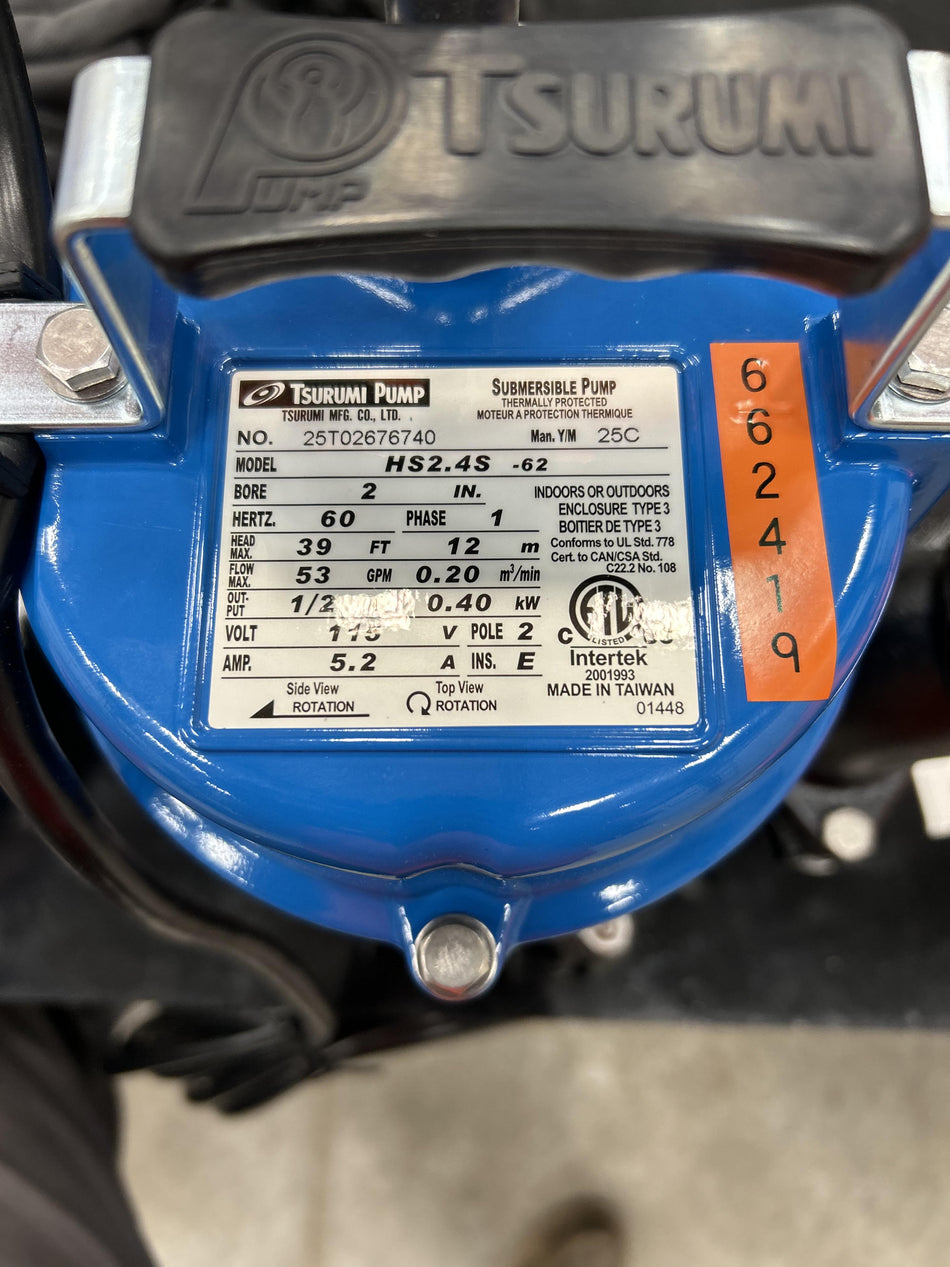 PUMP TSURUMI
TSURUMI PUMP
TSURUMI MFG. CO., LTD.
SUBMERSIBLE PUMP
THERMALLY PROTECTED
MOTEUR A PROTECTION THERMIQUE
NO. 25T02676740 Man. Y/M 25C
MODEL HS2.4S -62
BORE 2 IN.
HERTZ. 60 PHASE 1
HEAD MAX. 39 FT 12 m
FLOW MAX. 53 GPM 0.20 m³/min
OUT-PUT 1/2 0.40 kW
VOLT 115 V POLE 2
AMP. 5.2 A INS. E
Side View
ROTATION
Top View
ROTATION
INDOORS OR OUTDOORS
ENCLOSURE TYPE 3
BOITIER DE TYPE 3
Conforms to UL Std. 778
Cert. to CAN/CSA Std.
C22.2 No. 108
ETL
C LISTED US
Intertek
2001993
MADE IN TAIWAN
01448
662419